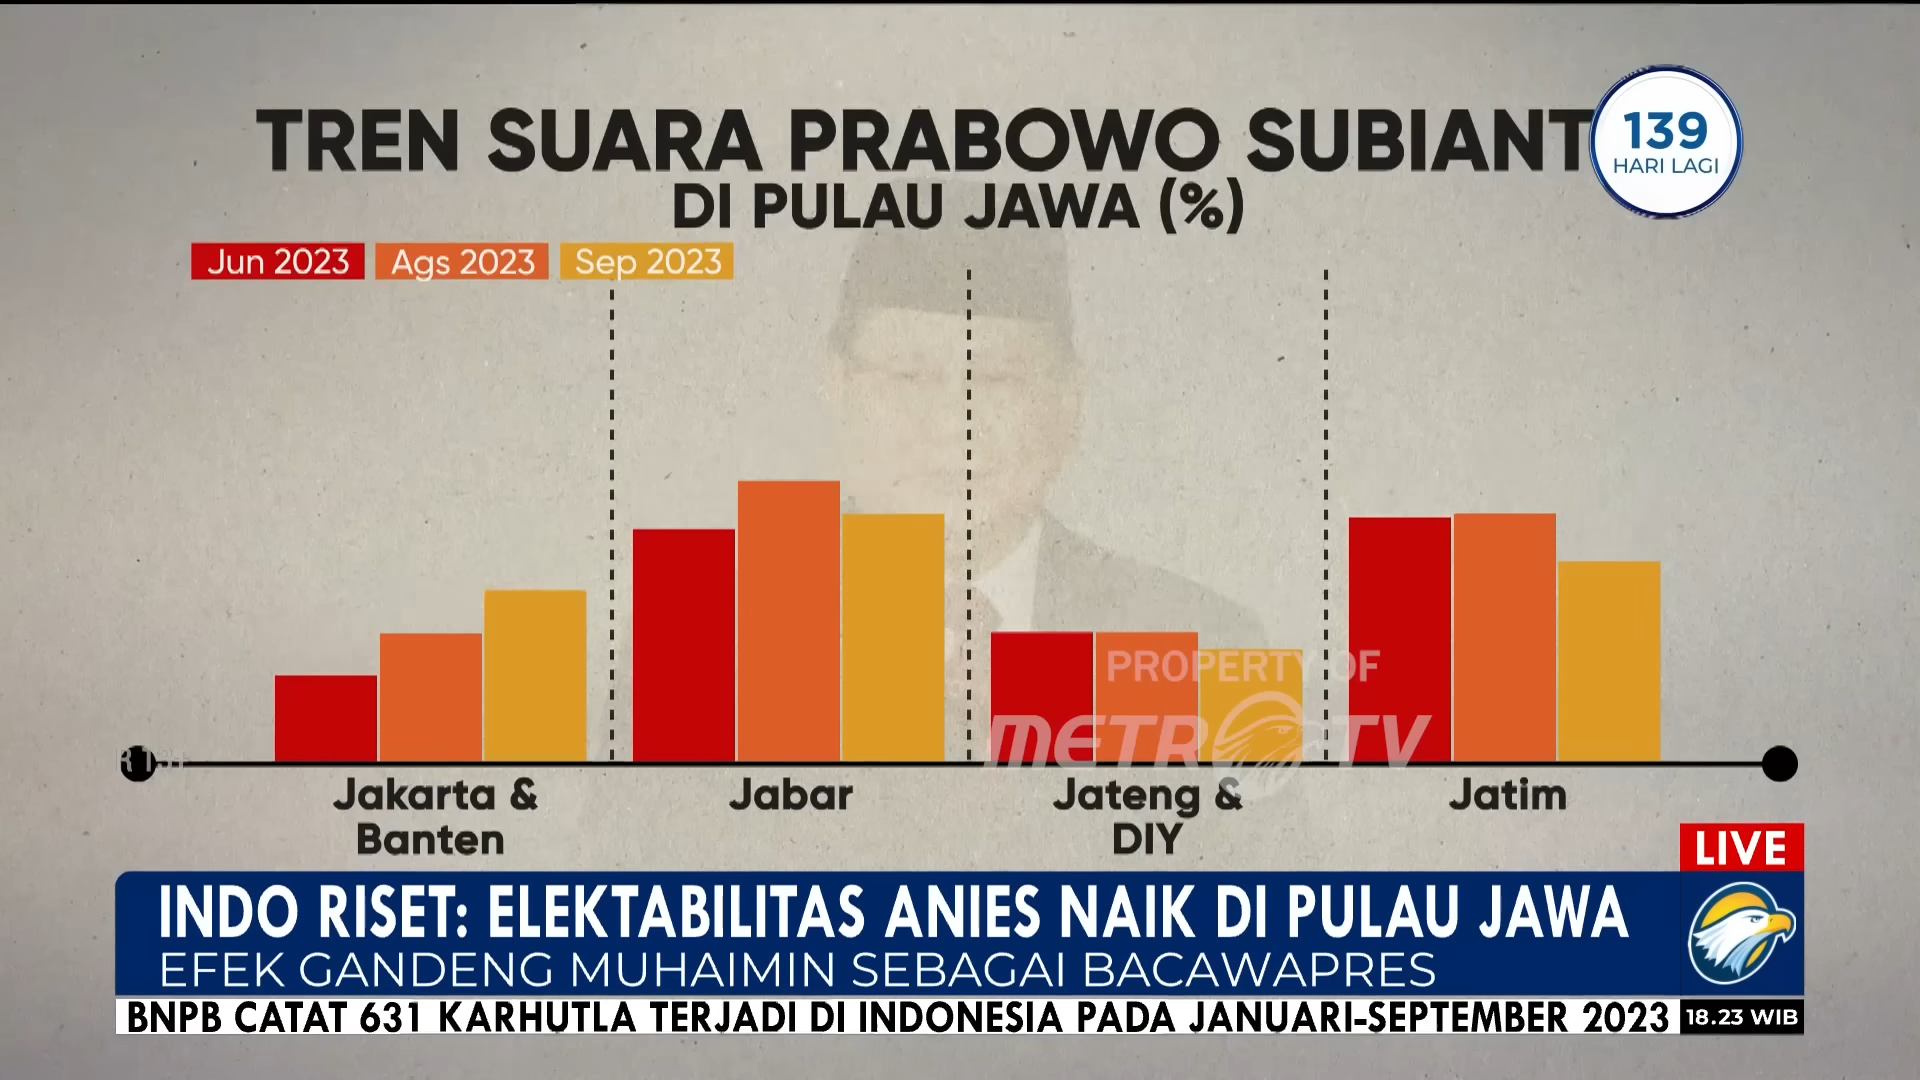 TREN SUARA PRABOWO SUBIANT
139
HARI LAGI
DI PULAU JAWA (%)
Jun 2023
Ags 2023
Sep 2023
PROPERTY OF
METRO TV
Jakarta &
Banten
Jabar
Jateng &
DIY
Jatim
LIVE
INDO RISET: ELEKTABILITAS ANIES NAIK DI PULAU JAWA
EFEK GANDENG MUHAIMIN SEBAGAI BACAWAPRES
BNPB CATAT 631 KARHUTLA TERJADI DI INDONESIA PADA JANUARI-SEPTEMBER 2023
18.23 WIB